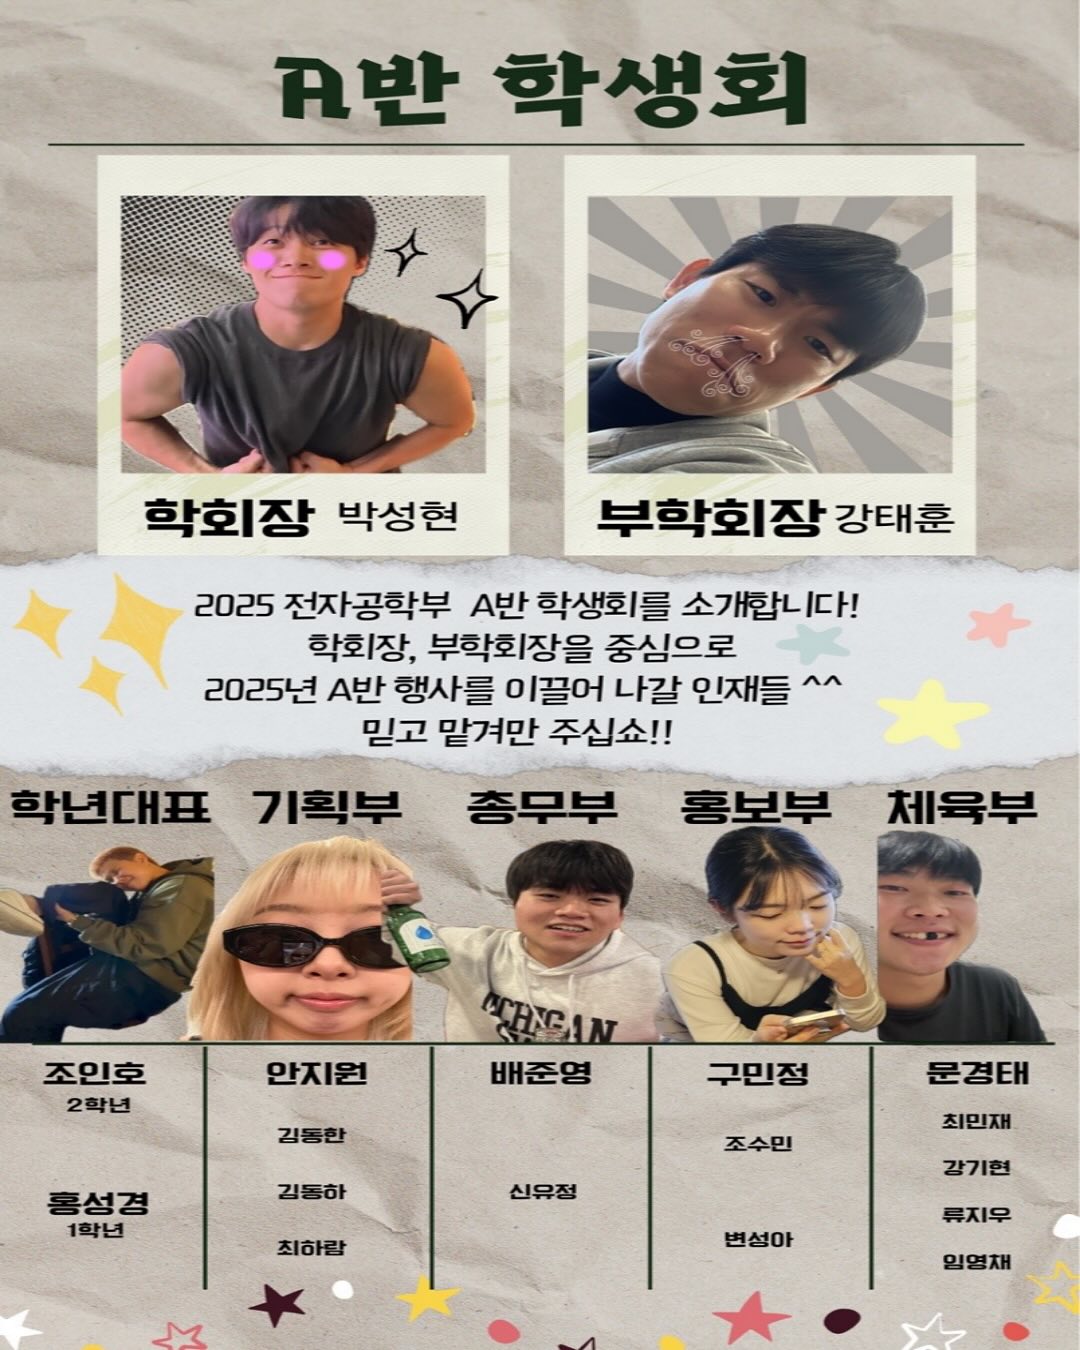 A반 학생회
학회장 박성현
부학회장 강태훈
2025 전자공학부 A반 학생회를 소개합니다!
학회장, 부학회장을 중심으로
2025년 A반 행사를 이끌어 나갈 인재들 ^^
믿고 맡겨만 주십쇼!!
학년대표 기획부 총무부 홍보부 체육부
조인호
2학년
홍성경
1학년
안지원
김동한
김동하
최하람
배준영
신유정
구민정
조수민
변성아
문경태
최민재
강기현
류지우
임영채